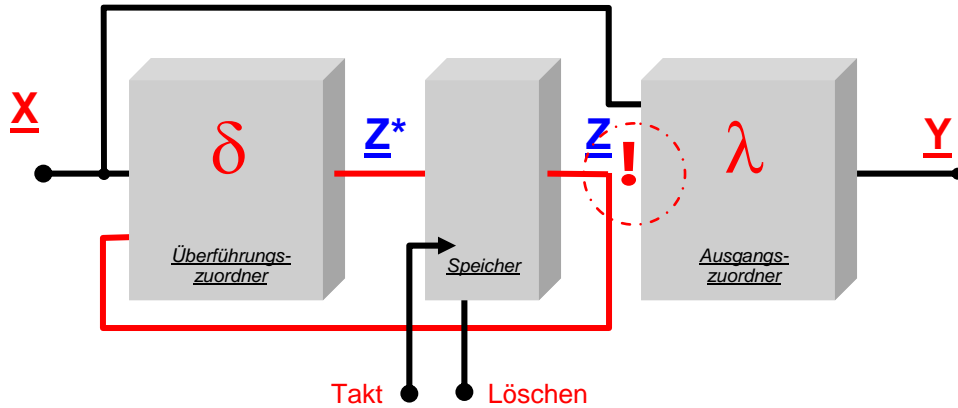 X
δ
Z*
Z
!
λ
Y
Überführungs-
zuordner
Speicher
Ausgangs-
zuordner
Takt
Löschen